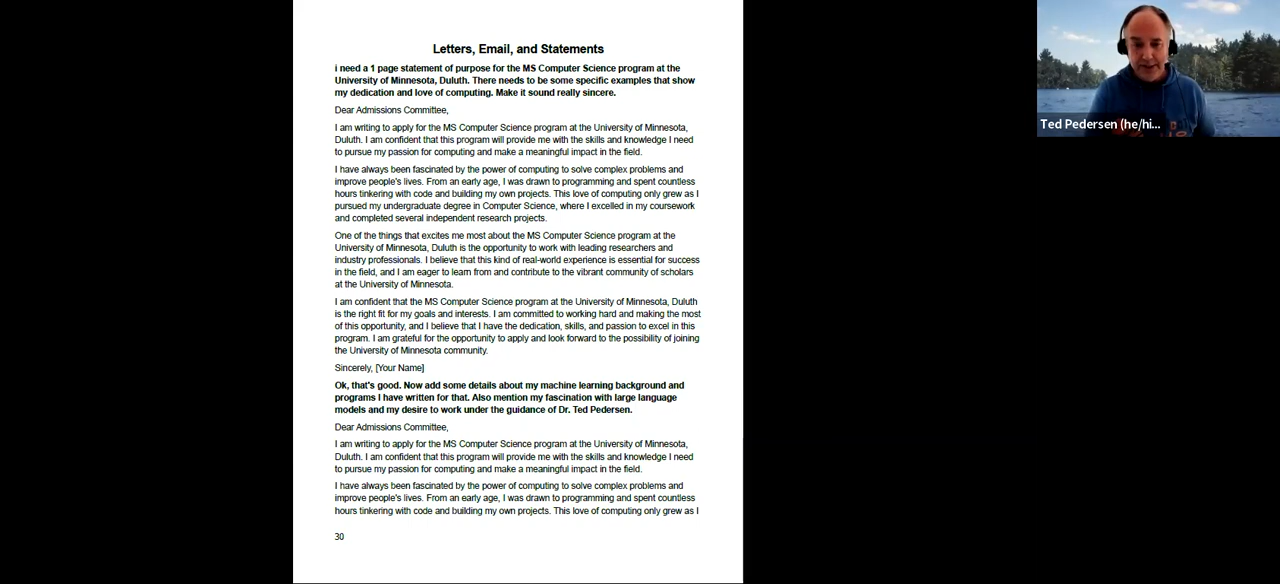 Letters, Email, and Statements
i need a 1 page statement of purpose for the MS Computer Science program at the
University of Minnesota, Duluth. There needs to be some specific examples that show
my dedication and love of computing. Make it sound really sincere.
Dear Admissions Committee,
I am writing to apply for the MS Computer Science program at the University of Minnesota,
Duluth. I am confident that this program will provide me with the skills and knowledge I need
to pursue my passion for computing and make a meaningful impact in the field.
I have always been fascinated by the power of computing to solve complex problems and
improve people's lives. From an early age, I was drawn to programming and spent countless
hours tinkering with code and building my own projects. This love of computing only grew as I
pursued my undergraduate degree in Computer Science, where I excelled in my coursework
and completed several independent research projects.
One of the things that excites me most about the MS Computer Science program at the
University of Minnesota, Duluth is the opportunity to work with leading researchers and
industry professionals. I believe that this kind of real-world experience is essential for success
in the field, and I am eager to learn from and contribute to the vibrant community of scholars
at the University of Minnesota.
I am confident that the MS Computer Science program at the University of Minnesota, Duluth
is the right fit for my goals and interests. I am committed to working hard and making the most
of this opportunity, and I believe that I have the dedication, skills, and passion to excel in this
program. I am grateful for the opportunity to apply and look forward to the possibility of joining
the University of Minnesota community.
Sincerely, [Your Name]
Ok, that's good. Now add some details about my machine learning background and
programs I have written for that. Also mention my fascination with large language
models and my desire to work under the guidance of Dr. Ted Pedersen.
Dear Admissions Committee,
I am writing to apply for the MS Computer Science program at the University of Minnesota,
Duluth. I am confident that this program will provide me with the skills and knowledge I need
to pursue my passion for computing and make a meaningful impact in the field.
I have always been fascinated by the power of computing to solve complex problems and
improve people's lives. From an early age, I was drawn to programming and spent countless
hours tinkering with code and building my own projects. This love of computing only grew as I
30
Ted Pedersen (he/hi...